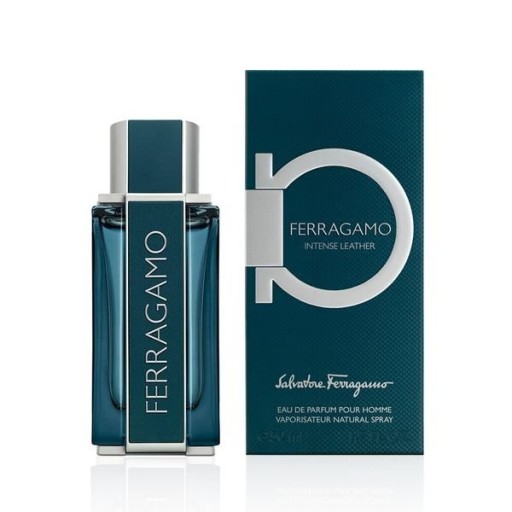 FERRAGAMO
FERRAGAMO
INTENSE LEATHER
Salvatore Ferragamo
EAU DE PARFUM POUR HOMME
VAPORISATEUR NATURAL SPRAY